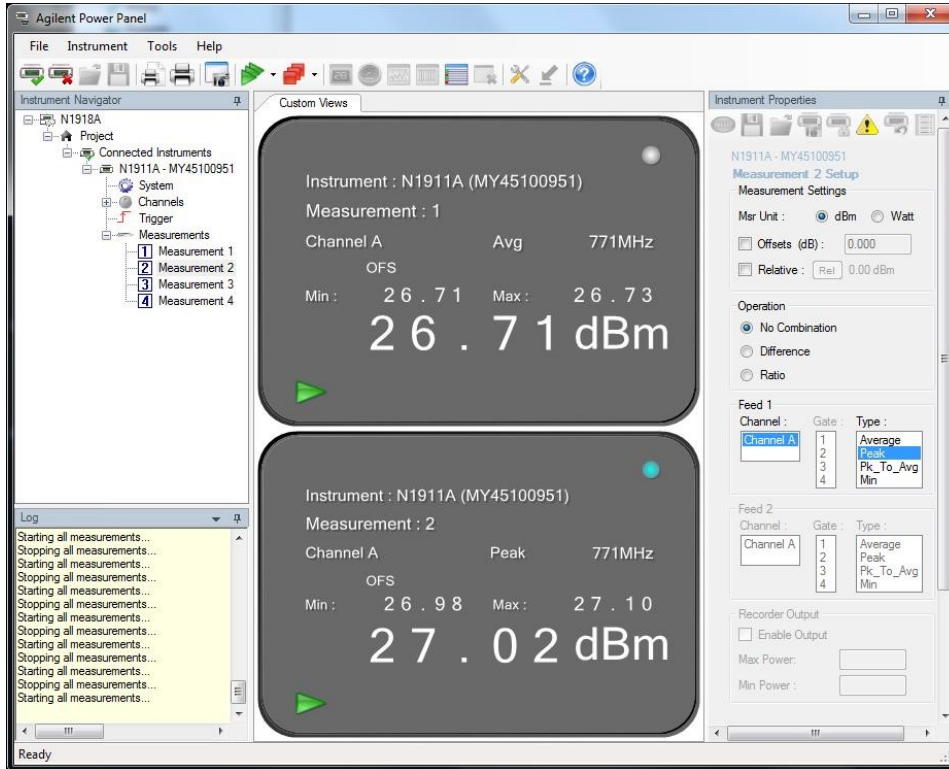 Agilent Power Panel
File Instrument Tools Help
Instrument Navigator
N1918A
Project
Connected Instruments
N1911A - MY45100951
System
Channels
Trigger
Measurements
1 Measurement 1
2 Measurement 2
3 Measurement 3
4 Measurement 4
Log
Starting all measurements...
Stopping all measurements...
Starting all measurements...
Stopping all measurements...
Starting all measurements...
Stopping all measurements...
Starting all measurements...
Stopping all measurements...
Starting all measurements...
Stopping all measurements...
Starting all measurements...
Stopping all measurements...
Starting all measurements...
Custom Views
Instrument : N1911A (MY45100951)
Measurement : 1
Channel A Avg 771MHz
OFS
Min : 26.71 Max : 26.73
26.71 dBm
Instrument : N1911A (MY45100951)
Measurement : 2
Channel A Peak 771MHz
OFS
Min : 26.98 Max : 27.10
27.02 dBm
Instrument Properties
N1911A - MY45100951
Measurement 2 Setup
Measurement Settings
Msr Unit : dBm Watt
Offsets (dB) : 0.000
Relative : Rel 0.00 dBm
Operation
No Combination
Difference
Ratio
Feed 1
Channel : Gate : Type :
Channel A 1 Average
2 Peak
3 Pk_To_Avg
4 Min
Feed 2
Channel : Gate : Type :
Channel A 1 Average
2 Peak
3 Pk_To_Avg
4 Min
Recorder Output
Enable Output
Max Power:
Min Power :
Ready